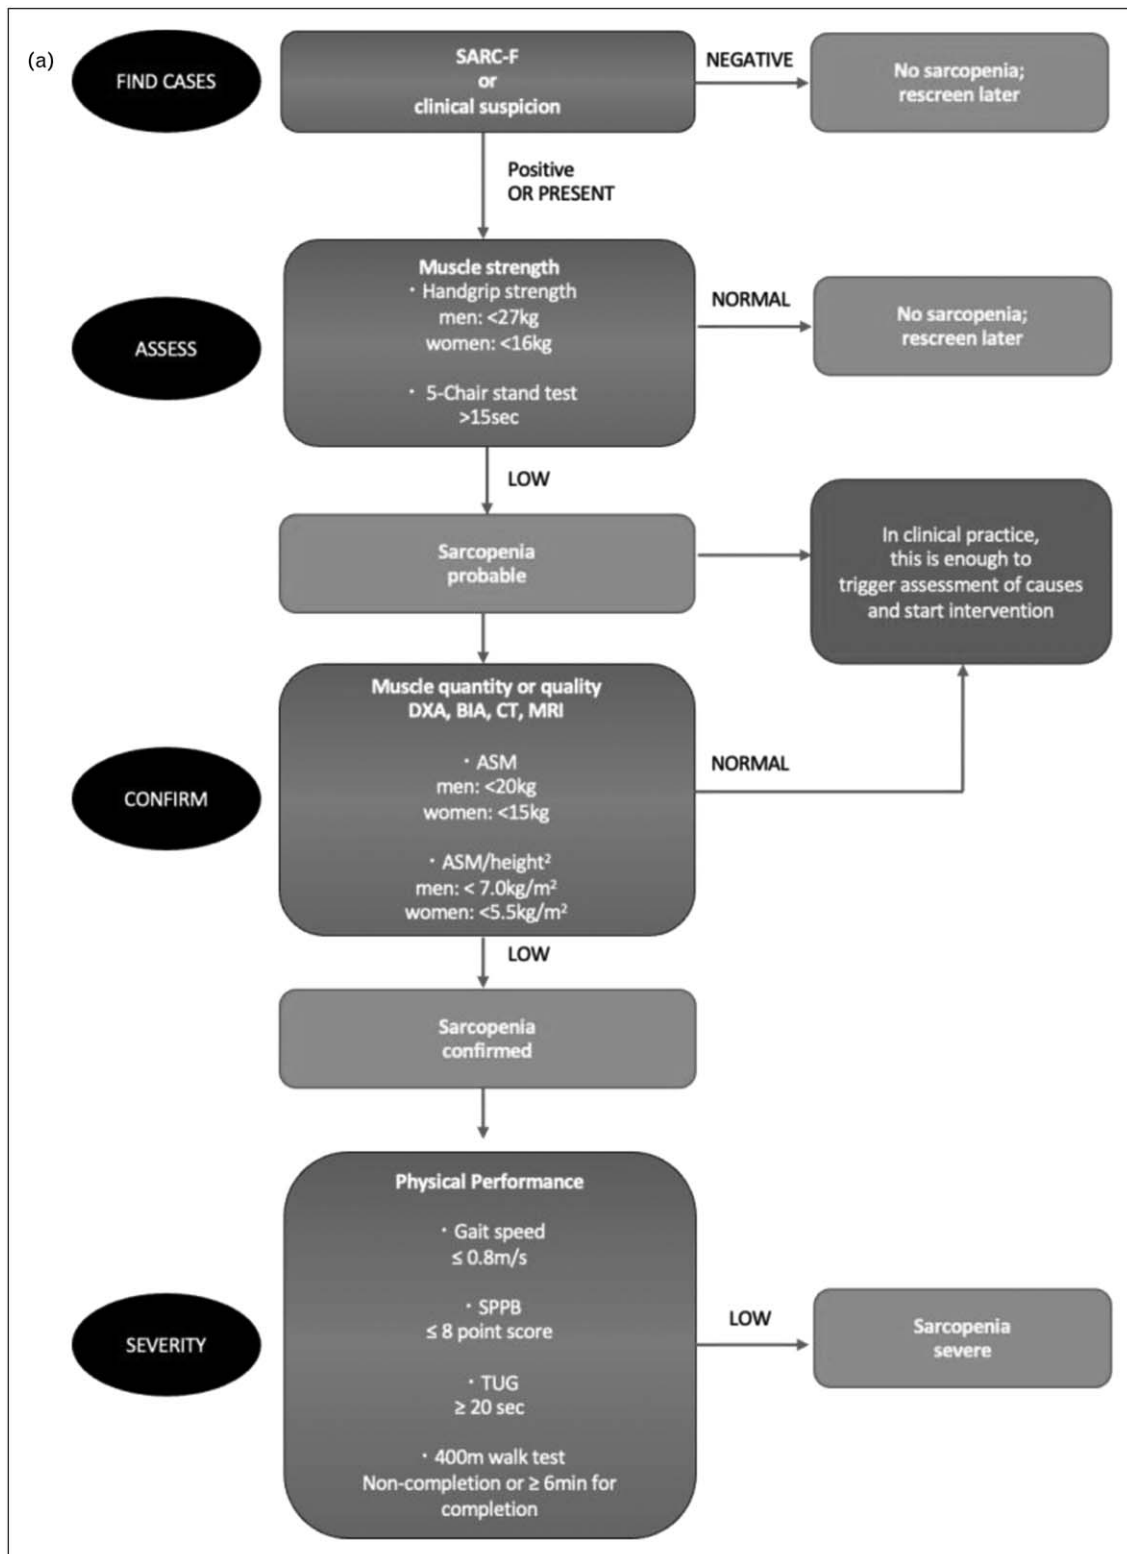 (a)
FIND CASES
SARC-F
or
clinical suspicion
NEGATIVE
No sarcopenia;
rescreen later
Positive
OR PRESENT
ASSESS
Muscle strength
· Handgrip strength
men: <27kg
women: <16kg
· 5-Chair stand test
>15sec
NORMAL
No sarcopenia;
rescreen later
LOW
Sarcopenia
probable
In clinical practice,
this is enough to
trigger assessment of causes
and start intervention
CONFIRM
Muscle quantity or quality
DXA, BIA, CT, MRI
· ASM
men: <20kg
women: <15kg
· ASM/height²
men: < 7.0kg/m²
women: <5.5kg/m²
NORMAL
LOW
Sarcopenia
confirmed
SEVERITY
Physical Performance
· Gait speed
≤ 0.8m/s
· SPPB
≤ 8 point score
· TUG
≥ 20 sec
· 400m walk test
Non-completion or ≥ 6min for
completion
LOW
Sarcopenia
severe